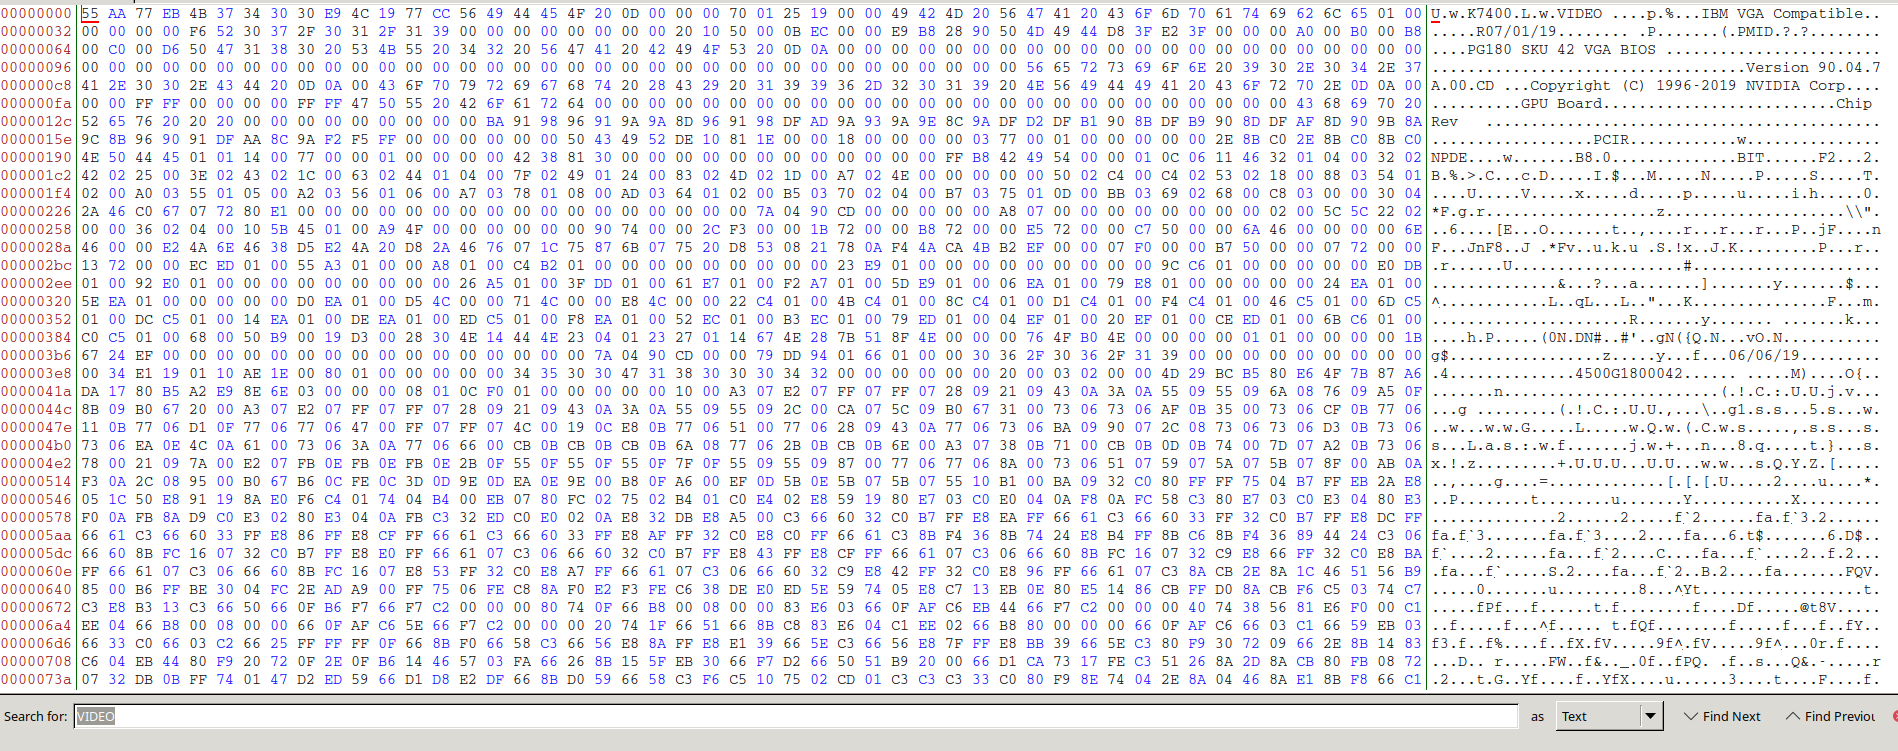 00000000 55 AA 77 EB 4B 37 34 30 30 E9 4C 19 77 CC 56 49 44 45 4F 20 0D 00 00 00 70 01 25 19 00 00 49 42 4D 20 56 47 41 20 43 6F 6D 70 61 74 69 62 6C 65 01 00 U.w.K7400.L.w.VIDEO ....p.%...IBM VGA Compatible..
00000032 00 00 00 00 F6 52 30 37 2F 30 31 2F 31 39 00 00 00 00 00 00 00 00 20 10 50 00 0B EC 00 00 E9 B8 28 90 50 4D 49 44 D8 3F E2 3F 00 00 00 A0 00 B0 00 B8 .....R07/01/19........ .P......(.PMID.?.?........
00000064 00 C0 00 D6 50 47 31 38 30 20 53 4B 55 20 34 32 20 56 47 41 20 42 49 4F 53 20 0D 0A 00 00 00 00 00 00 00 00 00 00 00 00 00 00 00 00 00 00 00 00 00 00 ....PG180 SKU 42 VGA BIOS ........................
00000096 00 00 00 00 00 00 00 00 00 00 00 00 00 00 00 00 00 00 00 00 00 00 00 00 00 00 00 00 00 00 00 00 00 00 00 56 65 72 73 69 6F 6E 20 39 30 2E 30 34 2E 37 ...................................Version 90.04.7
000000c8 41 2E 30 30 2E 43 44 20 0D 0A 00 43 6F 70 79 72 69 67 68 74 20 28 43 29 20 31 39 39 36 2D 32 30 31 39 20 4E 56 49 44 49 41 20 43 6F 72 70 2E 0D 0A 00 A.00.CD ...Copyright (C) 1996-2019 NVIDIA Corp....
000000fa 00 00 FF FF 00 00 00 00 FF FF 47 50 55 20 42 6F 61 72 64 00 00 00 00 00 00 00 00 00 00 00 00 00 00 00 00 00 00 00 00 00 00 00 00 00 00 43 68 69 70 20 ..........GPU Board..........................Chip
0000012c 52 65 76 20 20 20 00 00 00 00 00 00 00 00 00 BA 91 98 96 91 9A 9A 8D 96 91 98 DF AD 9A 93 9A 9E 8C 9A DF D2 DF B1 90 8B DF B9 90 8D DF AF 8D 90 9B 8A Rev   ............................................
0000015e 9C 8B 96 90 91 DF AA 8C 9A F2 F5 FF 00 00 00 00 00 00 50 43 49 52 DE 10 81 1E 00 00 18 00 00 00 00 03 77 00 01 00 00 00 00 00 2E 8B C0 2E 8B C0 8B C0 ..................PCIR..............w.............
00000190 4E 50 44 45 01 01 14 00 77 00 00 01 00 00 00 00 42 38 81 30 00 00 00 00 00 00 00 00 00 00 00 00 FF B8 42 49 54 00 00 01 0C 06 11 46 32 01 04 00 32 02 NPDE....w.......B8.0..............BIT......F2...2.
000001c2 42 02 25 00 3E 02 43 02 1C 00 63 02 44 01 04 00 7F 02 49 01 24 00 83 02 4D 02 1D 00 A7 02 4E 00 00 00 00 00 50 02 C4 00 C4 02 53 02 18 00 88 03 54 01 B.%.>.C...c.D.....I.$...M.....N.....P.....S.....T.
000001f4 02 00 A0 03 55 01 05 00 A2 03 56 01 06 00 A7 03 78 01 08 00 AD 03 64 01 02 00 B5 03 70 02 04 00 B7 03 75 01 0D 00 BB 03 69 02 68 00 C8 03 00 00 30 04 ....U.....V.....x.....d.....p.....u.....i.h.....0.
00000226 2A 46 C0 67 07 72 80 E1 00 00 00 00 00 00 00 00 00 00 00 00 00 00 00 00 00 7A 04 90 CD 00 00 00 00 00 A8 07 00 00 00 00 00 00 00 00 02 00 5C 5C 22 02 *F.g.r...................z....................\\".
00000258 00 00 36 02 04 00 10 5B 45 01 00 A9 4F 00 00 00 00 00 00 90 74 00 00 2C F3 00 00 1B 72 00 00 B8 72 00 00 E5 72 00 00 C7 50 00 00 6A 46 00 00 00 00 6E ..6....[E...O.......t..,....r...r...r...P..jF....n
0000028a 46 00 00 E2 4A 6E 46 38 D5 E2 4A 20 D8 2A 46 76 07 1C 75 87 6B 07 75 20 D8 53 08 21 78 0A F4 4A CA 4B B2 EF 00 00 07 F0 00 00 B7 50 00 00 07 72 00 00 F...JnF8..J .*Fv..u.k.u .S.!x..J.K.........P...r..
000002bc 13 72 00 00 EC ED 01 00 55 A3 01 00 00 A8 01 00 C4 B2 01 00 00 00 00 00 00 00 00 00 23 E9 01 00 00 00 00 00 00 00 00 00 9C C6 01 00 00 00 00 00 E0 DB .r......U...................#.....................
000002ee 01 00 92 E0 01 00 00 00 00 00 00 00 00 00 26 A5 01 00 3F DD 01 00 61 E7 01 00 F2 A7 01 00 5D E9 01 00 06 EA 01 00 79 E8 01 00 00 00 00 00 24 EA 01 00 ..............&...?...a.......].......y.......$...
00000320 5E EA 01 00 00 00 00 00 D0 EA 01 00 D5 4C 00 00 71 4C 00 00 E8 4C 00 00 22 C4 01 00 4B C4 01 00 8C C4 01 00 D1 C4 01 00 F4 C4 01 00 46 C5 01 00 6D C5 ^............L..qL...L.."...K...............F...m.
00000352 01 00 DC C5 01 00 14 EA 01 00 DE EA 01 00 ED C5 01 00 F8 EA 01 00 52 EC 01 00 B3 EC 01 00 79 ED 01 00 04 EF 01 00 20 EF 01 00 CE ED 01 00 6B C6 01 00 ......................R.......y....... .......k...
00000384 C0 C5 01 00 68 00 50 B9 00 19 D3 00 28 30 4E 14 44 4E 23 04 01 23 27 01 14 67 4E 28 7B 51 8F 4E 00 00 00 76 4F B0 4E 00 00 00 00 01 01 00 00 00 00 1B ....h.P.....(0N.DN#..#'..gN({Q.N...vO.N...........
000003b6 67 24 EF 00 00 00 00 00 00 00 00 00 00 00 00 00 00 00 00 7A 04 90 CD 00 00 79 DD 94 01 66 01 00 00 30 36 2F 30 36 2F 31 39 00 00 00 00 00 00 00 00 00 g$.................z.....y...f...06/06/19.........
000003e8 00 34 E1 19 01 10 AE 1E 00 80 01 00 00 00 00 00 34 35 30 30 47 31 38 30 30 30 34 32 00 00 00 00 00 00 20 00 03 02 00 00 4D 29 BC B5 80 E6 4F 7B 87 A6 .4..............4500G1800042...... .....M)....O{..
0000041a DA 17 80 B5 A2 E9 8E 6E 03 00 00 00 08 01 0C F0 01 00 00 00 00 00 10 00 A3 07 E2 07 FF 07 FF 07 28 09 21 09 43 0A 3A 0A 55 09 55 09 6A 08 76 09 A5 0F .......n........................(.!.C.:.U.U.j.v...
0000044c 8B 09 B0 67 20 00 A3 07 E2 07 FF 07 FF 07 28 09 21 09 43 0A 3A 0A 55 09 55 09 2C 00 CA 07 5C 09 B0 67 31 00 73 06 73 06 AF 0B 35 00 73 06 CF 0B 77 06 ...g .........(.!.C.:.U.U.,...\..g1.s.s...5.s...w.
0000047e 11 0B 77 06 D1 0F 77 06 77 06 47 00 FF 07 FF 07 4C 00 19 0C E8 0B 77 06 51 00 77 06 28 09 43 0A 77 06 73 06 BA 09 90 07 2C 08 73 06 73 06 D3 0B 73 06 ..w...w.w.G.....L.....w.Q.w.(.C.w.s.....,.s.s...s.
000004b0 73 06 EA 0E 4C 0A 61 00 73 06 3A 0A 77 06 66 00 CB 0B CB 0B CB 0B 6A 08 77 06 2B 0B CB 0B 6E 00 A3 07 38 0B 71 00 CB 0B 0D 0B 74 00 7D 07 A2 0B 73 06 s...L.a.s.:.w.f.......j.w.+...n...8.q.....t.}...s.
000004e2 78 00 21 09 7A 00 E2 07 FB 0E FB 0E FB 0E 2B 0F 55 0F 55 0F 55 0F 7F 0F 55 09 55 09 87 00 77 06 77 06 8A 00 73 06 51 07 59 07 5A 07 5B 07 8F 00 AB 0A x.!.z.........+.U.U.U...U.U...w.w...s.Q.Y.Z.[.....
00000514 F3 0A 2C 08 95 00 B0 67 B6 0C FE 0C 3D 0D 9E 0D EA 0E 9E 00 B8 0F A6 00 EF 0D 5B 0E 5B 07 5B 07 55 10 B1 00 BA 09 32 C0 80 FF FF 75 04 B7 FF EB 2A E8 ..,....g....=.............[.[.[.U.....2....u....*.
00000546 05 1C 50 E8 91 19 8A E0 F6 C4 01 74 04 B4 00 EB 07 80 FC 02 75 02 B4 01 C0 E4 02 E8 59 19 80 E7 03 C0 E0 04 0A F8 0A FC 58 C3 80 E7 03 C0 E3 04 80 E3 ..P........t........u.......Y...........X.........
00000578 F0 0A FB 8A D9 C0 E3 02 80 E3 04 0A FB C3 32 ED C0 E0 02 0A E8 32 DB E8 A5 00 C3 66 60 32 C0 B7 FF E8 EA FF 66 61 C3 66 60 33 FF 32 C0 B7 FF E8 DC FF ..............2......2.....f`2......fa.f`3.2......
000005aa 66 61 C3 66 60 33 FF E8 86 FF E8 CF FF 66 61 C3 66 60 33 FF E8 AF FF 32 C0 E8 C0 FF 66 61 C3 8B F4 36 8B 74 24 E8 B4 FF 8B C6 8B F4 36 89 44 24 C3 06 fa.f`3.......fa.f`3....2....fa...6.t$.......6.D$..
000005dc 66 60 8B FC 16 07 32 C0 B7 FF E8 E0 FF 66 61 07 C3 06 66 60 32 C0 B7 FF E8 43 FF E8 CF FF 66 61 07 C3 06 66 60 8B FC 16 07 32 C9 E8 66 FF 32 C0 E8 BA f`....2......fa...f`2....C....fa...f`....2..f.2...
0000060e FF 66 61 07 C3 06 66 60 8B FC 16 07 E8 53 FF 32 C0 E8 A7 FF 66 61 07 C3 06 66 60 32 C9 E8 42 FF 32 C0 E8 96 FF 66 61 07 C3 8A CB 2E 8A 1C 46 51 56 B9 .fa...f`.....S.2....fa...f`2..B.2....fa.......FQV.
00000640 85 00 B6 FF BE 30 04 FC 2E AD A9 00 FF 75 06 FE C8 8A F0 E2 F3 FE C6 38 DE E0 ED 5E 59 74 05 E8 C7 13 EB 0E 80 E5 14 86 CB FF D0 8A CB F6 C5 03 74 C7 .....0.......u.........8...^Yt..................t.
00000672 C3 E8 B3 13 C3 66 50 66 0F B6 F7 66 F7 C2 00 00 00 80 74 0F 66 B8 00 08 00 00 83 E6 03 66 0F AF C6 EB 44 66 F7 C2 00 00 00 40 74 38 56 81 E6 F0 00 C1 .....fPf...f......t.f........f....Df.....@t8V.....
000006a4 EE 04 66 B8 00 08 00 00 66 0F AF C6 5E 66 F7 C2 00 00 00 20 74 1F 66 51 66 8B C8 83 E6 04 C1 EE 02 66 B8 80 00 00 00 66 0F AF C6 66 03 C1 66 59 EB 03 ..f.....f...^f..... t.fQf........f.....f...f..fY..
000006d6 66 33 C0 66 03 C2 66 25 FF FF FF 0F 66 8B F0 66 58 C3 66 56 E8 8A FF E8 E1 39 66 5E C3 66 56 E8 7F FF E8 BB 39 66 5E C3 80 F9 30 72 09 66 2E 8B 14 83 f3.f..f%....f..fX.fV.....9f^.fV.....9f^...0r.f....
00000708 C6 04 EB 44 80 F9 20 72 0F 2E 0F B6 14 46 57 03 FA 66 26 8B 15 5F EB 30 66 F7 D2 66 50 51 B9 20 00 66 D1 CA 73 17 FE C3 51 26 8A 2D 8A CB 80 FB 08 72 ...D.. r.....FW..f&.._.0f..fPQ. .f..s...Q&.-.....r
0000073a 07 32 DB 0B FF 74 01 47 D2 ED 59 66 D1 D8 E2 DF 66 8B D0 59 66 58 C3 F6 C5 10 75 02 CD 01 C3 C3 C3 33 C0 80 F9 8E 74 04 2E 8A 04 46 8A E1 8B F8 66 C1 .2...t.G..Yf....f..YfX....u......3....t....F....f.
Search for: VIDEO as Text Find Next Find Previou